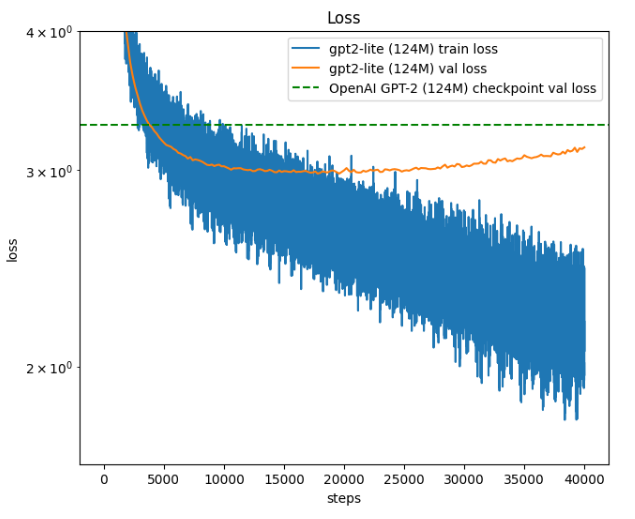 Loss
4 × 10⁰
3 × 10⁰
2 × 10⁰
loss
gpt2-lite (124M) train loss
gpt2-lite (124M) val loss
OpenAI GPT-2 (124M) checkpoint val loss
0 5000 10000 15000 20000 25000 30000 35000 40000
steps